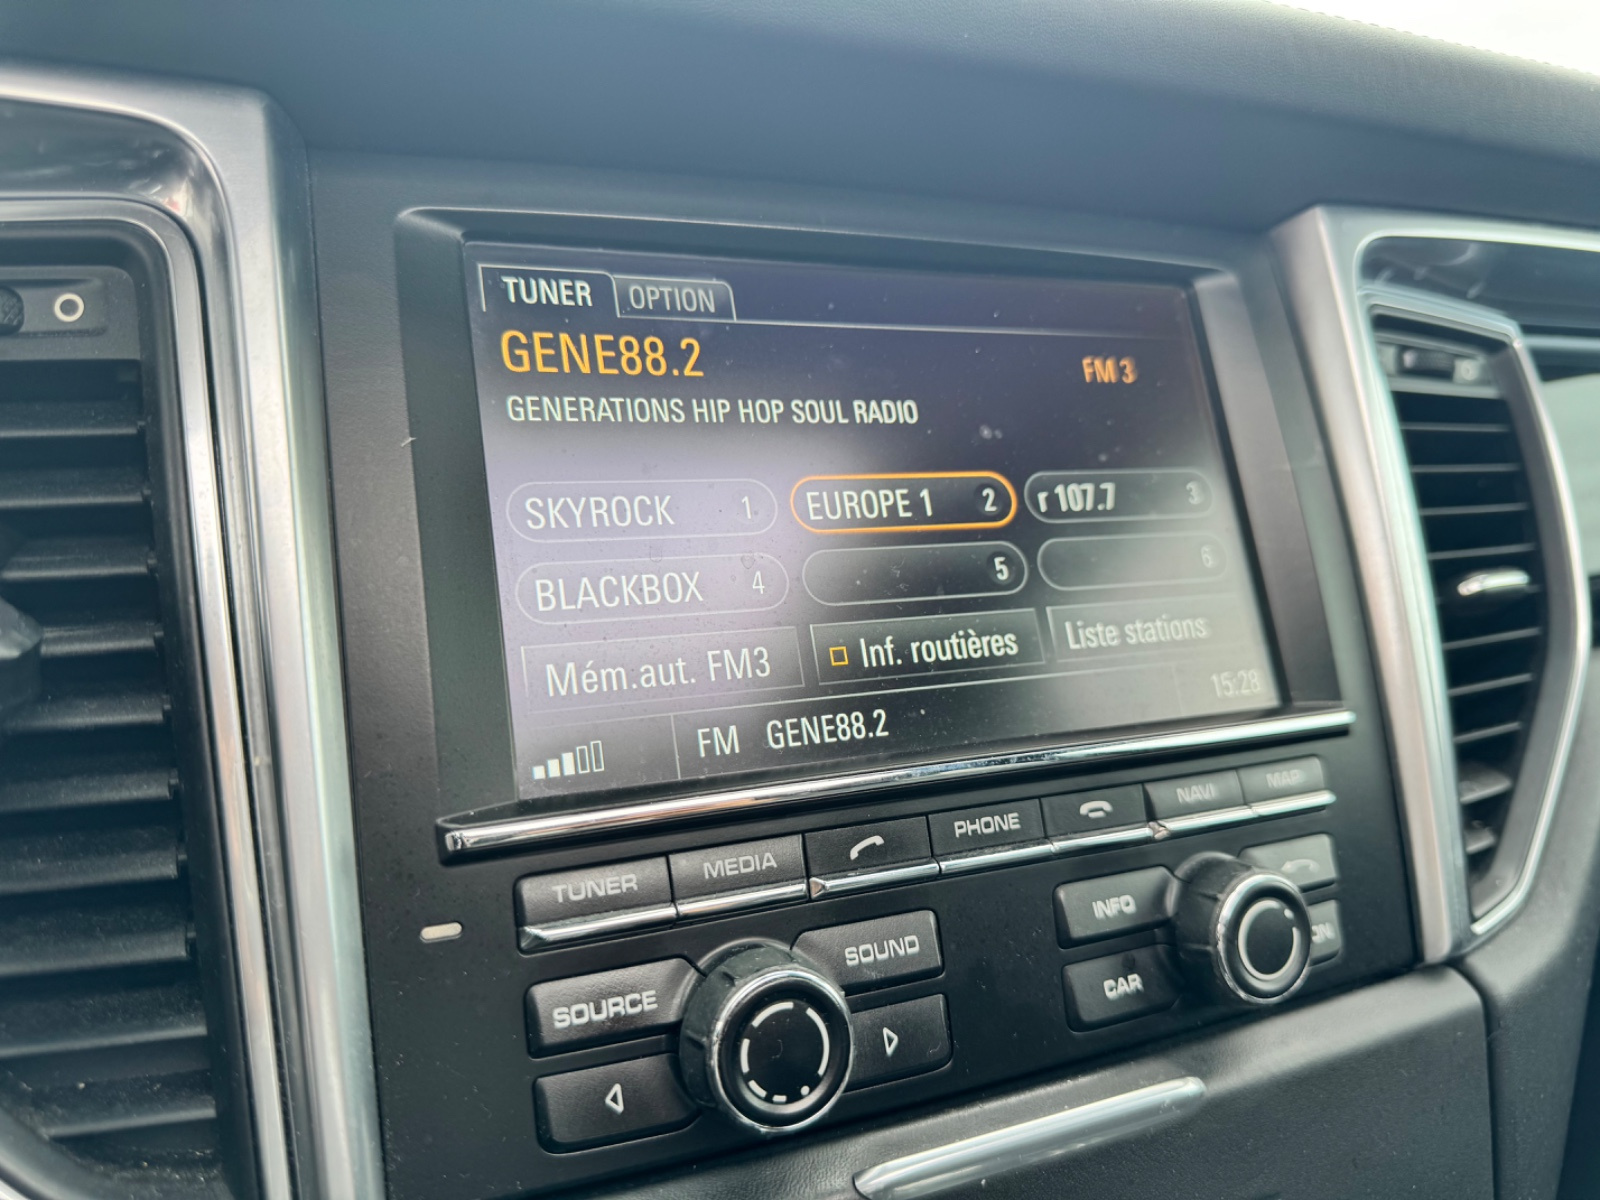 TUNER OPTION
GENE88.2 FM 3
GENERATIONS HIP HOP SOUL RADIO
SKYROCK 1 EUROPE 1 2 r 107.7 3
BLACKBOX 4 5 6
Mém.aut. FM3 Inf. routières Liste stations
15:28
FM GENE88.2
TUNER MEDIA PHONE NAVI MAP
SOURCE SOUND INFO
CAR